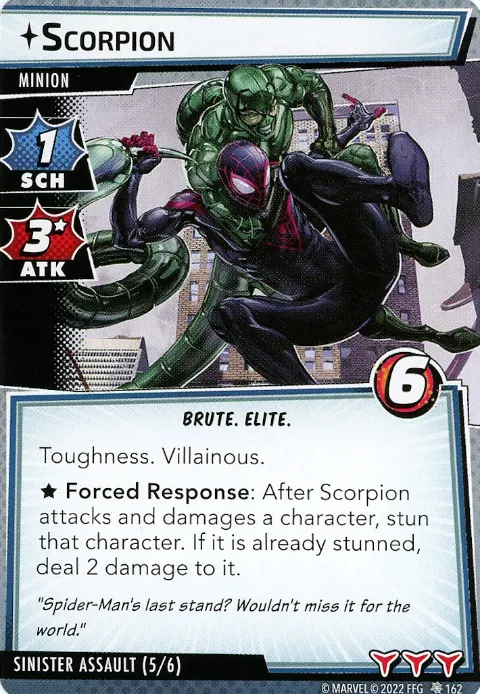 Scorpion
MINION
1
SCH
3
ATK
6
BRUTE. ELITE.
Toughness. Villainous.
★ Forced Response: After Scorpion
attacks and damages a character, stun
that character. If it is already stunned,
deal 2 damage to it.
"Spider-Man's last stand? Wouldn't miss it for the
world."
SINISTER ASSAULT (5/6)
© MARVEL © 2022 FFG 162